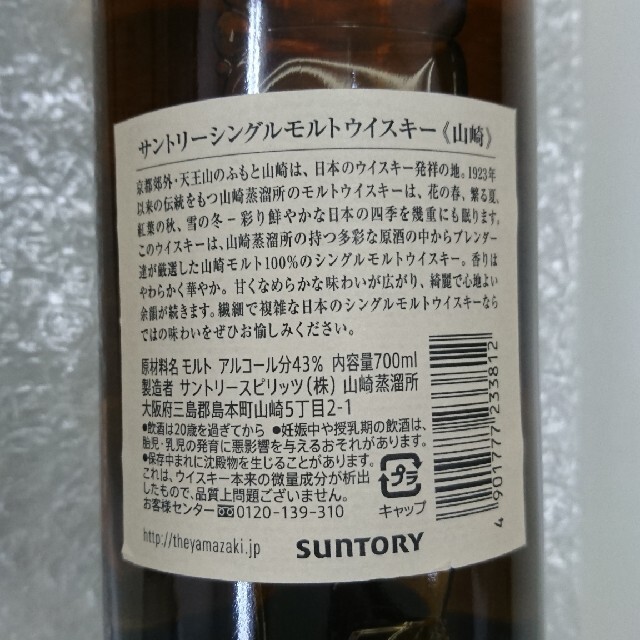 サントリーシングルモルトウイスキー《山崎》
京都郊外・天王山のふもと山崎は、日本のウイスキー発祥の地。1923年
以来の伝統をもつ山崎蒸溜所のモルトウイスキーは、花の春、繁る夏、
紅葉の秋、雪の冬－彩り鮮やかな日本の四季を幾重にも眠ります。
このウイスキーは、山崎蒸溜所の持つ多彩な原酒の中からブレンダー
達が厳選した山崎モルト100%のシングルモルトウイスキー。香りは
やわらかく華やか。甘くなめらかな味わいが広がり、綺麗で心地よい
余韻が続きます。繊細で複雑な日本のシングルモルトウイスキーなら
ではの味わいをぜひお愉しみください。
原材料名 モルト アルコール分43% 内容量700ml
製造者 サントリースピリッツ(株) 山崎蒸溜所
大阪府三島郡島本町山崎5丁目2-1
●飲酒は20歳を過ぎてから ●妊娠中や授乳期の飲酒は、
胎児・乳児の発育に悪影響を与えるおそれがあります。
●保存中まれに沈殿物を生じることがありますが、
これは、ウイスキー本来の微量成分が析出
したもので、品質上問題ございません。
お客様センター 0120-139-310
プラ
キャップ
http://theyamazaki.jp
SUNTORY
4 901777 233812